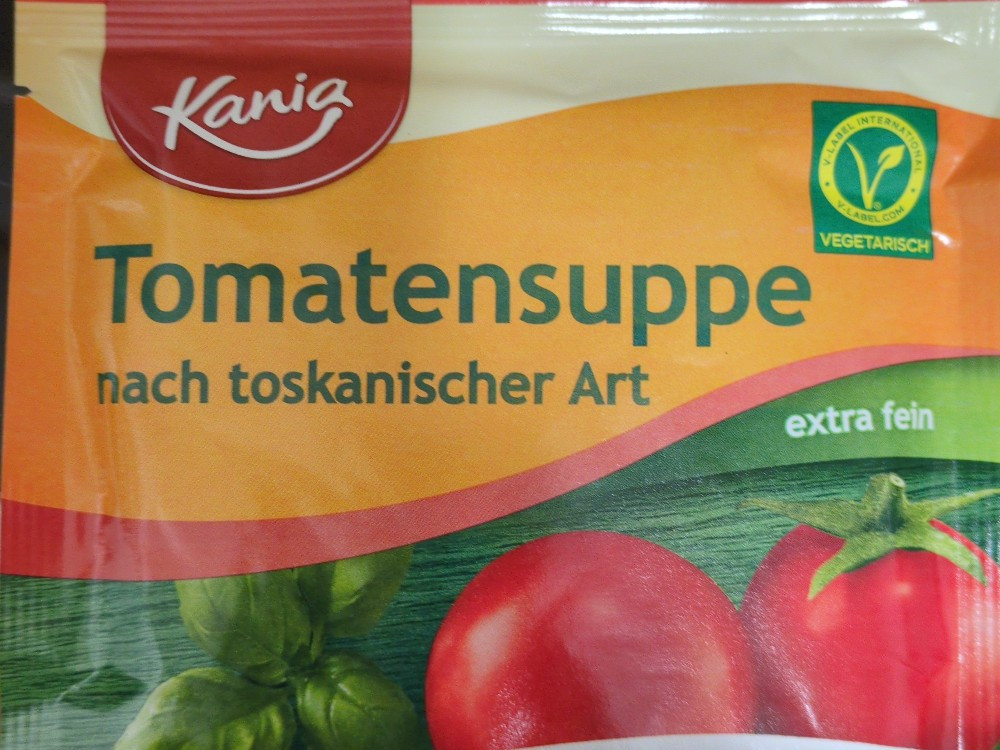 Kania
V-LABEL INTERNATIONAL
V-LABEL.COM
VEGETARISCH
Tomatensuppe
nach toskanischer Art
extra fein